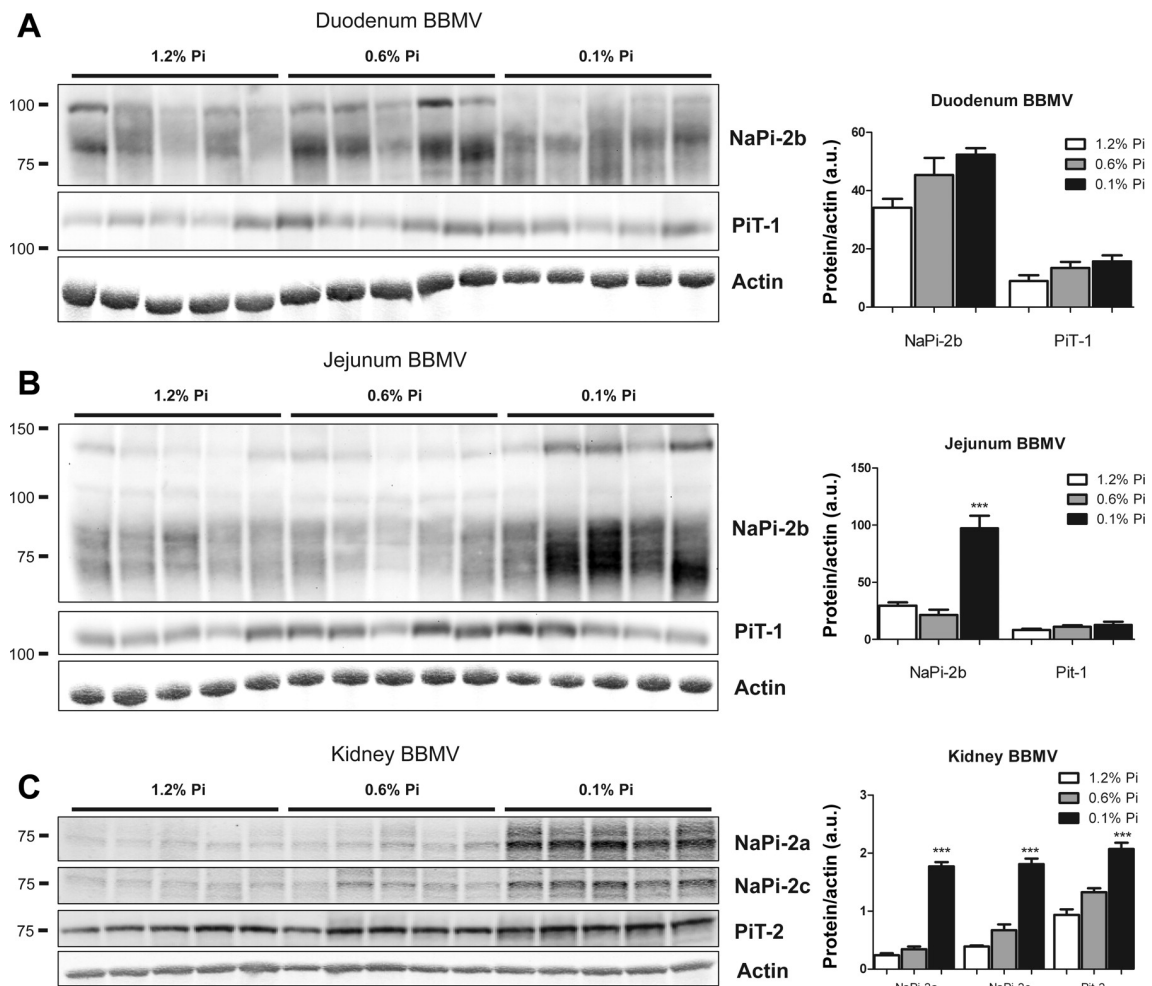 A
Duodenum BBMV
1.2% Pi 0.6% Pi 0.1% Pi
100
75
NaPi-2b
PiT-1
100
Actin
Duodenum BBMV
1.2% Pi
0.6% Pi
0.1% Pi
Protein/actin (a.u.)
60
40
20
0
NaPi-2b PiT-1
B
Jejunum BBMV
1.2% Pi 0.6% Pi 0.1% Pi
150
100
75
NaPi-2b
PiT-1
100
Actin
Jejunum BBMV
1.2% Pi
0.6% Pi
0.1% Pi
Protein/actin (a.u.)
150
100
50
0
***
NaPi-2b Pit-1
C
Kidney BBMV
1.2% Pi 0.6% Pi 0.1% Pi
75
NaPi-2a
75
NaPi-2c
75
PiT-2
Actin
Kidney BBMV
1.2% Pi
0.6% Pi
0.1% Pi
Protein/actin (a.u.)
3
2
1
0
*** *** ***